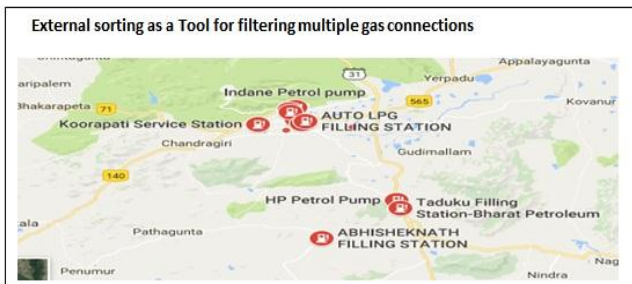 External sorting as a Tool for filtering multiple gas connections
Appalayagunta
31
aripalem
Yerpadu
Indane Petrol pump
565
Bhakarapeta
71
Kovanur
Koorapati Service Station
AUTO LPG
FILLING STATION
Chandragiri
Gudimallam
140
HP Petrol Pump
Taduku Filling
Station-Bharat Petroleum
ala
Pathagunta
ABHISHEKNATH
FILLING STATION
Nag
Penumur
Nindra